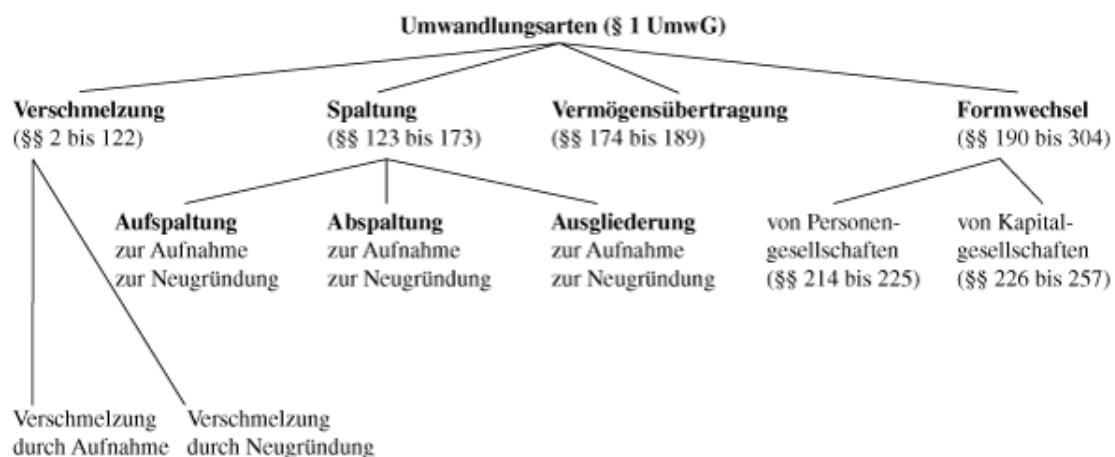 Umwandlungsarten (§ 1 UmwG)
Verschmelzung
(§§ 2 bis 122)
Spaltung
(§§ 123 bis 173)
Vermögensübertragung
(§§ 174 bis 189)
Formwechsel
(§§ 190 bis 304)
Aufspaltung
zur Aufnahme
zur Neugründung
Abspaltung
zur Aufnahme
zur Neugründung
Ausgliederung
zur Aufnahme
zur Neugründung
von Personen-
gesellschaften
(§§ 214 bis 225)
von Kapital-
gesellschaften
(§§ 226 bis 257)
Verschmelzung
durch Aufnahme
Verschmelzung
durch Neugründung